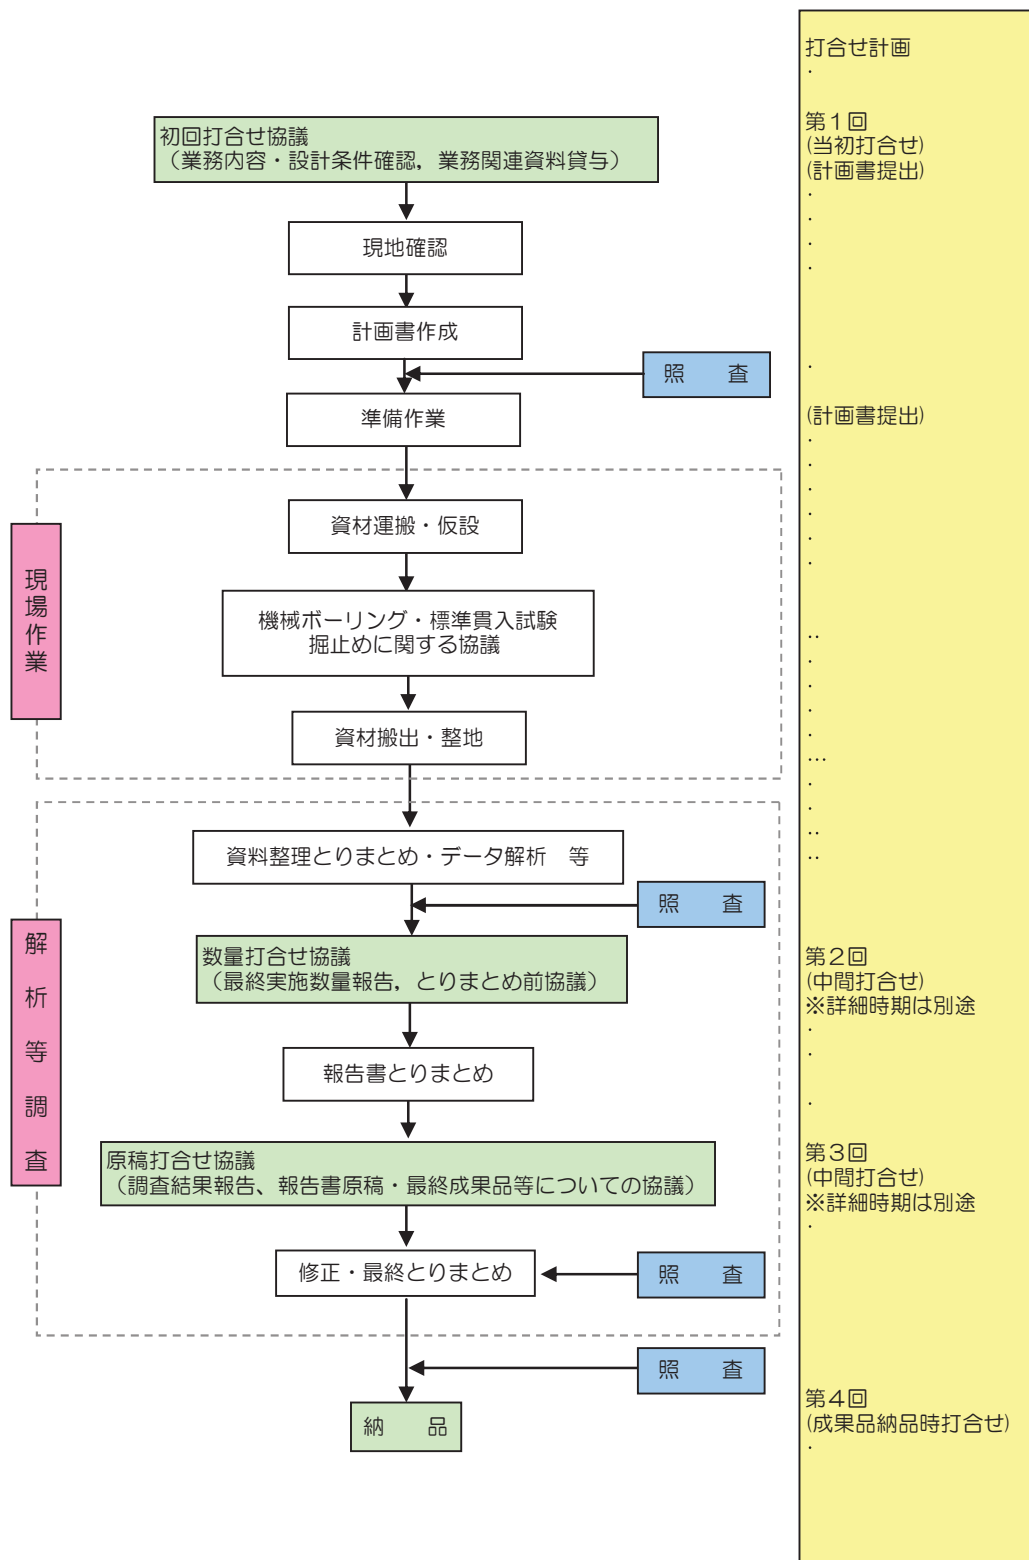 初回打合せ協議
（業務内容・設計条件確認，業務関連資料貸与）
現地確認
計画書作成
照　査
準備作業
現場作業
資材運搬・仮設
機械ボーリング・標準貫入試験
掘止めに関する協議
資材搬出・整地
解析等調査
資料整理とりまとめ・データ解析　等
照　査
数量打合せ協議
（最終実施数量報告，とりまとめ前協議）
報告書とりまとめ
原稿打合せ協議
（調査結果報告、報告書原稿・最終成果品等についての協議）
修正・最終とりまとめ
照　査
照　査
納　品
打合せ計画
第１回
(当初打合せ)
(計画書提出)
(計画書提出)
第２回
(中間打合せ)
※詳細時期は別途
第３回
(中間打合せ)
※詳細時期は別途
第４回
(成果品納品時打合せ)